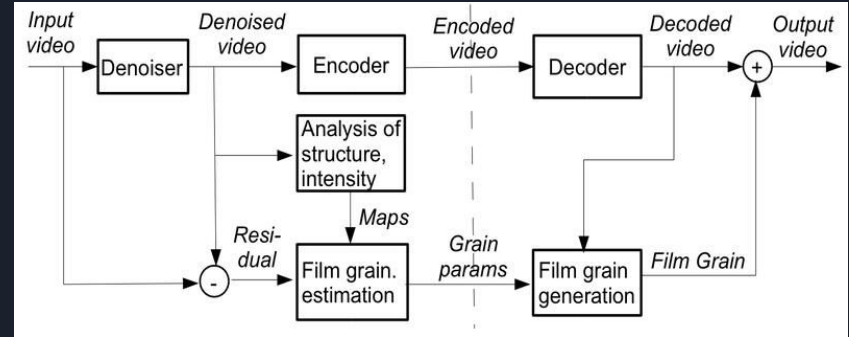 Input
video
Denoised
video
Encoded
video
Decoded
video
Output
video
Denoiser
Encoder
Decoder
+
Analysis of
structure,
intensity
Maps
Resi-
dual
Grain
params
-
Film grain.
estimation
Film grain
generation
Film Grain